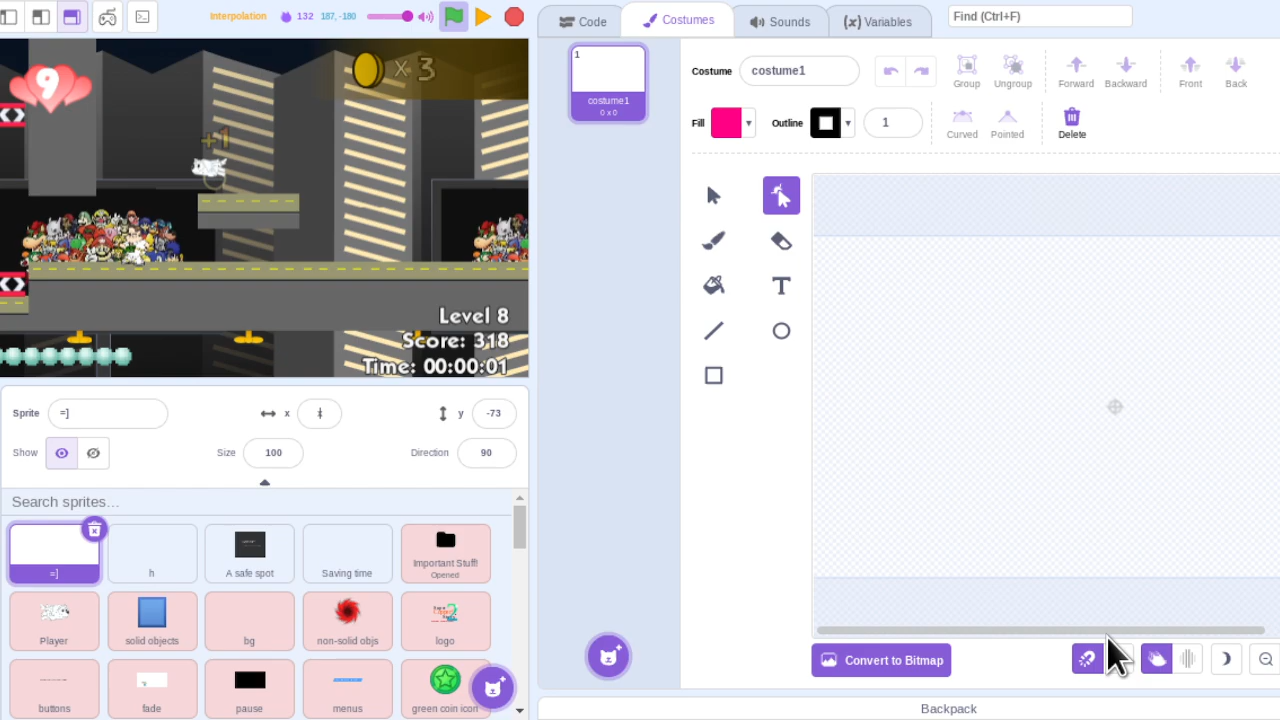 Interpolation
132
187, -180
Code
Costumes
Sounds
(x) Variables
Find (Ctrl+F)
9
x 3
+1
Level 8
Score: 318
Time: 00:00:01
1
costume1
0 x 0
Costume
costume1
Group
Ungroup
Forward
Backward
Front
Back
Fill
Outline
1
Curved
Pointed
Delete
T
Sprite
=]
x
y
-73
Show
Size
100
Direction
90
Search sprites...
=]
h
A safe spot
Saving time
Important Stuff!
Opened
Player
solid objects
bg
non-solid objs
logo
buttons
fade
pause
menus
green coin icon
Convert to Bitmap
Backpack